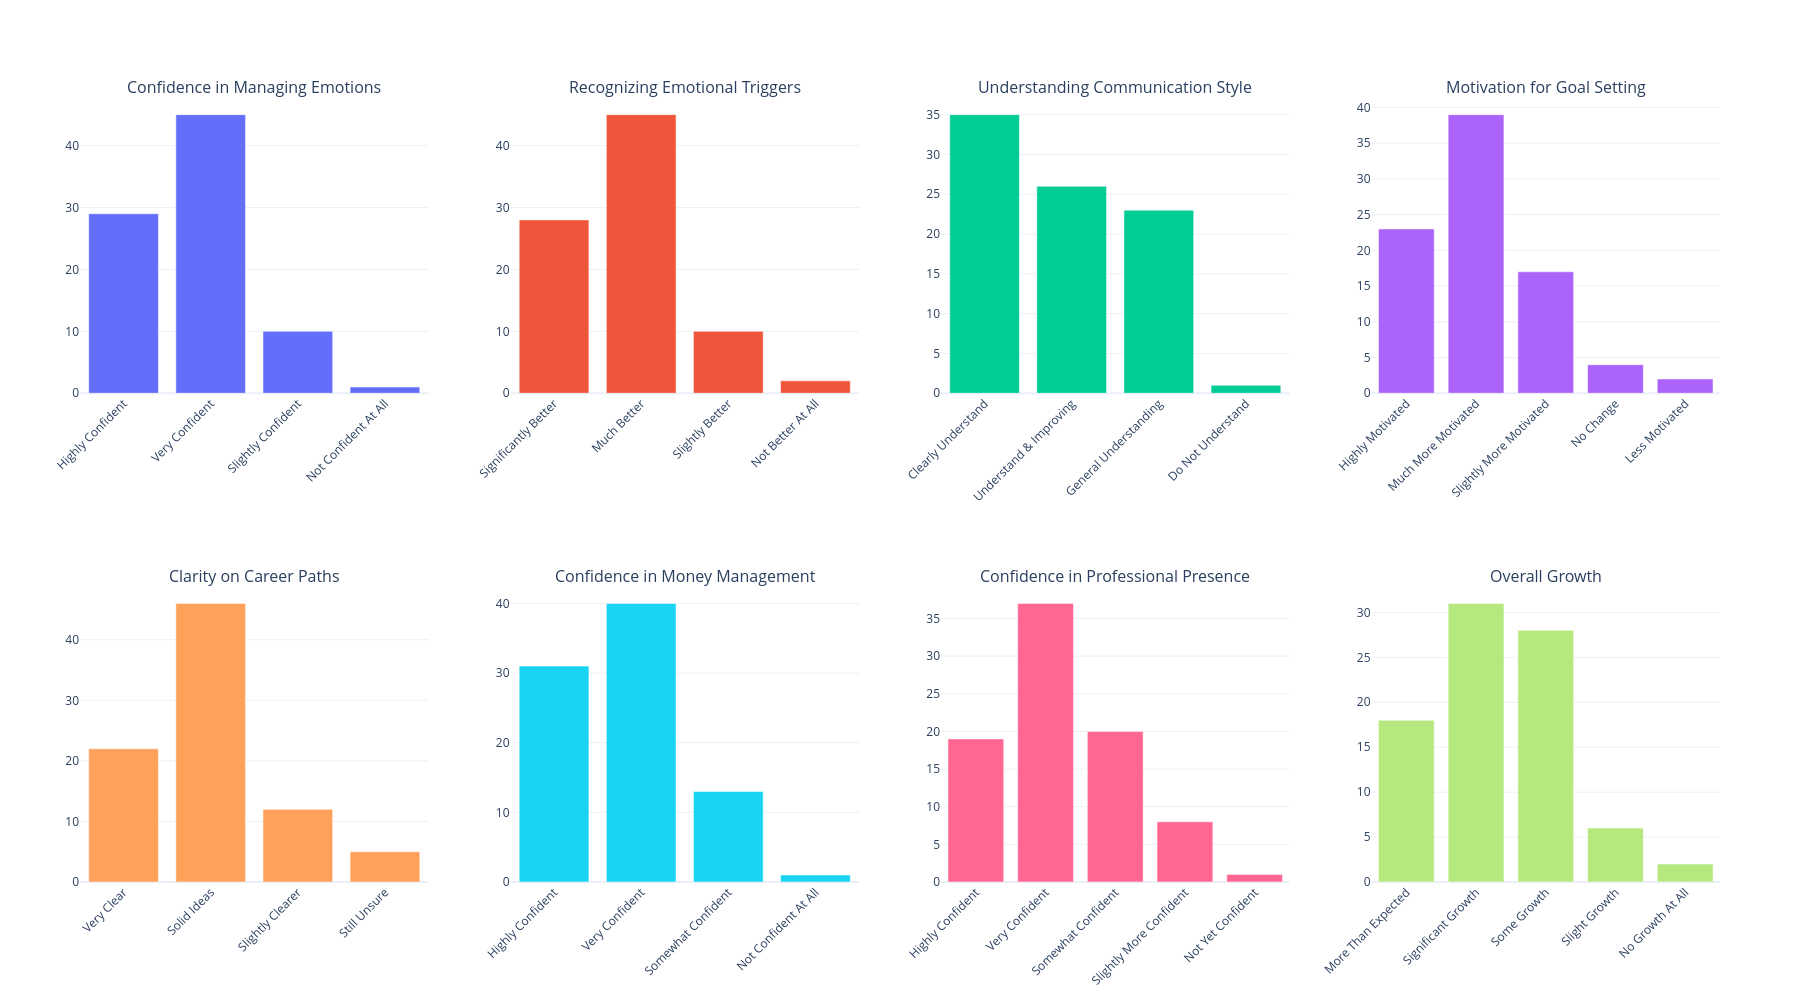 Confidence in Managing Emotions
40
30
20
10
0
Highly Confident
Very Confident
Slightly Confident
Not Confident At All
Recognizing Emotional Triggers
40
30
20
10
0
Significantly Better
Much Better
Slightly Better
Not Better At All
Understanding Communication Style
35
30
25
20
15
10
5
0
Clearly Understand
Understand & Improving
General Understanding
Do Not Understand
Motivation for Goal Setting
40
35
30
25
20
15
10
5
0
Highly Motivated
Much More Motivated
Slightly More Motivated
No Change
Less Motivated
Clarity on Career Paths
40
30
20
10
0
Very Clear
Solid Ideas
Slightly Clearer
Still Unsure
Confidence in Money Management
40
30
20
10
0
Highly Confident
Very Confident
Somewhat Confident
Not Confident At All
Confidence in Professional Presence
35
30
25
20
15
10
5
0
Highly Confident
Very Confident
Somewhat Confident
Slightly More Confident
Not Yet Confident
Overall Growth
30
25
20
15
10
5
0
More Than Expected
Significant Growth
Some Growth
Slight Growth
No Growth At All